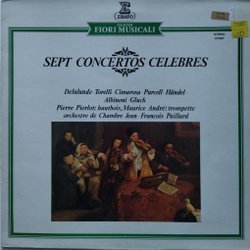 ERATO
FIORI MUSICALI
SEPT CONCERTOS CELEBRES
Delalande Torelli Cimarosa Purcell Händel
Albinoni Gluck
Pierre Pierlot: hautbois, Maurice André: trompette
orchestre de Chambre Jean François Paillard